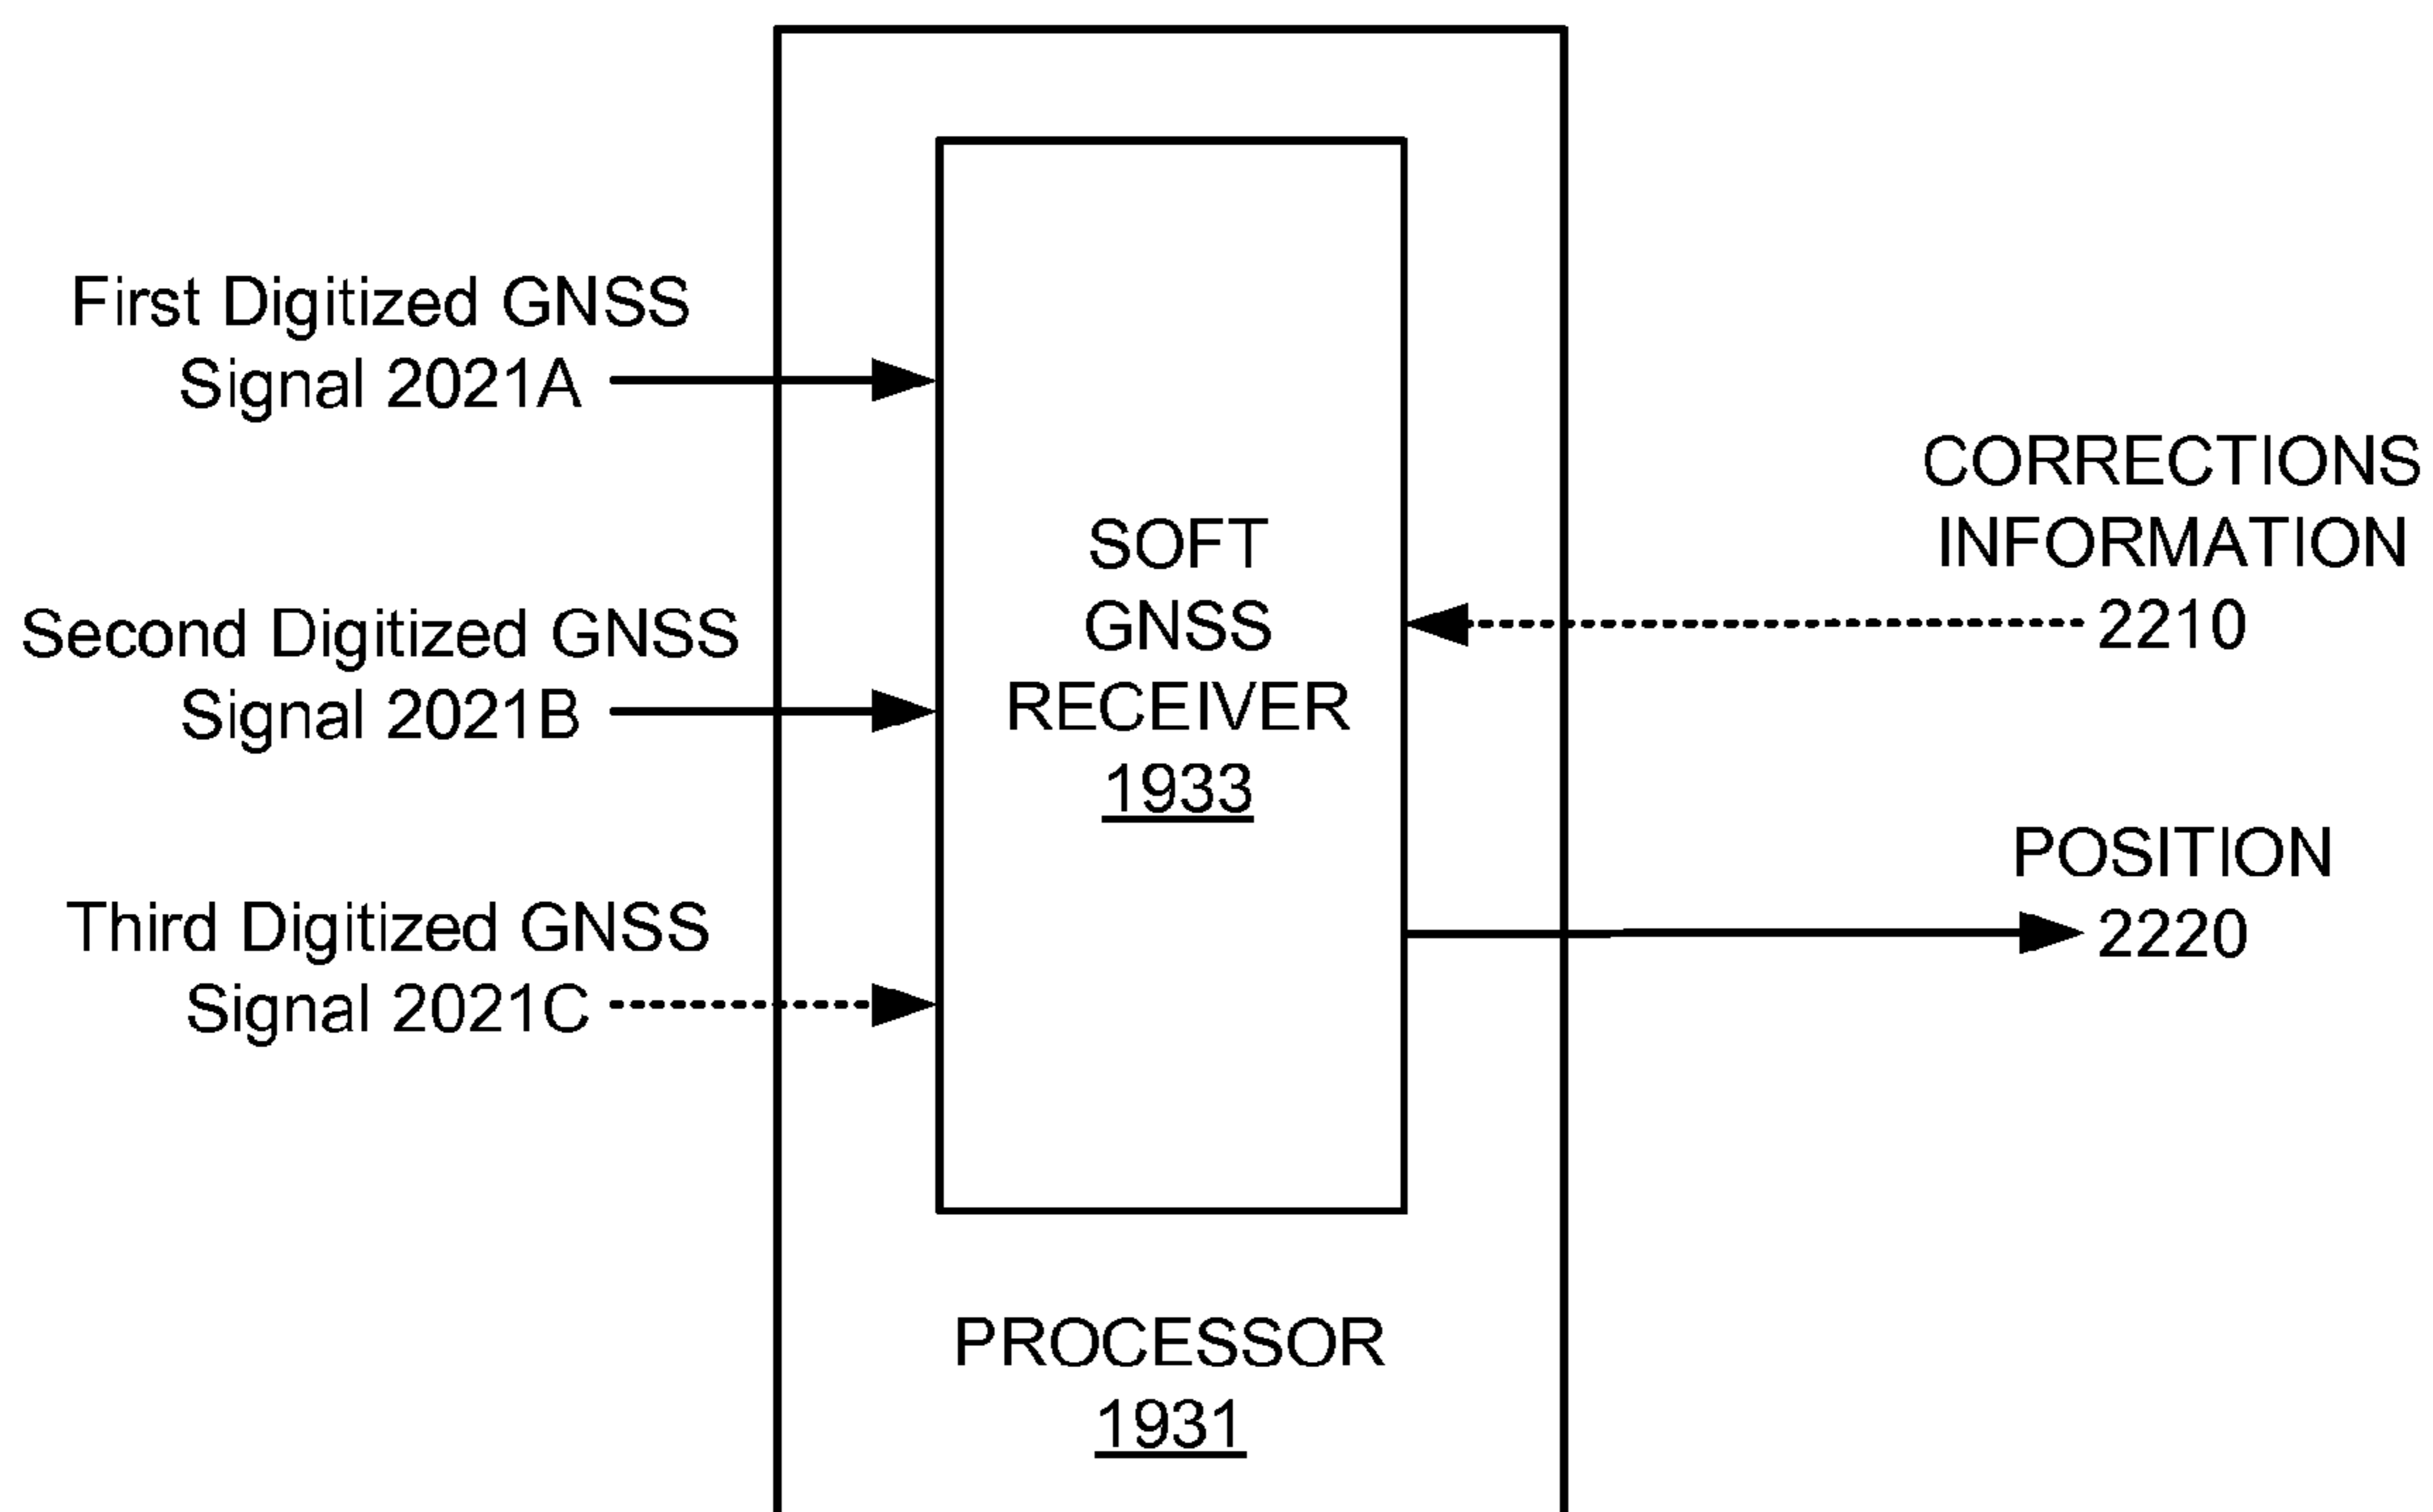 First Digitized GNSS
Signal 2021A
Second Digitized GNSS
Signal 2021B
Third Digitized GNSS
Signal 2021C
SOFT
GNSS
RECEIVER
1933
PROCESSOR
1931
CORRECTIONS
INFORMATION
2210
POSITION
2220